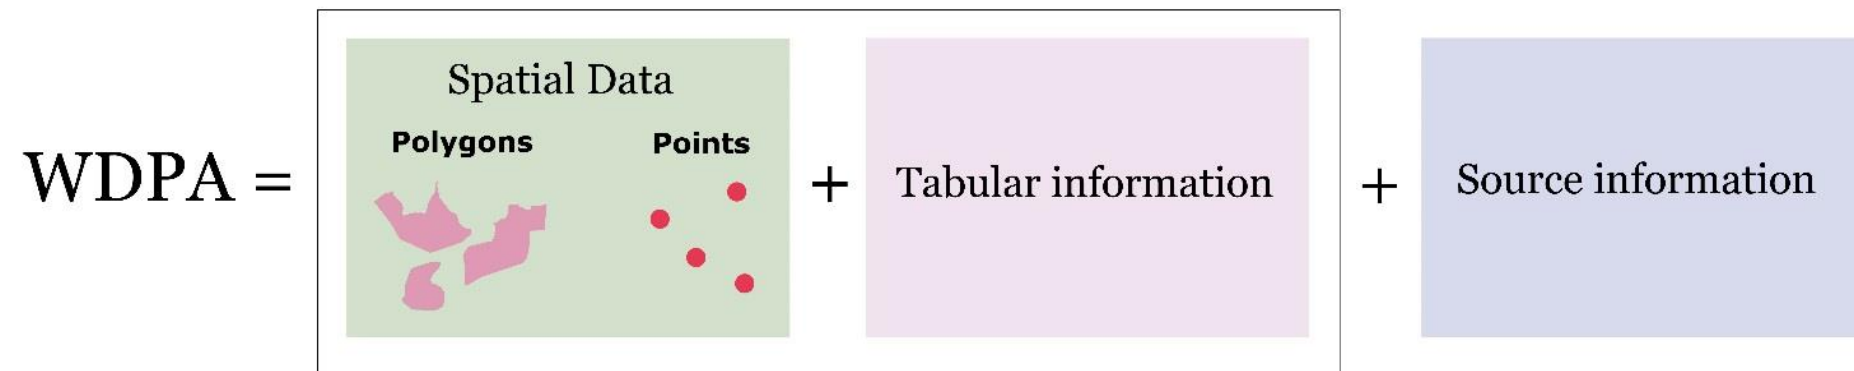 WDPA =
Spatial Data
Polygons
Points
+
Tabular information
+
Source information